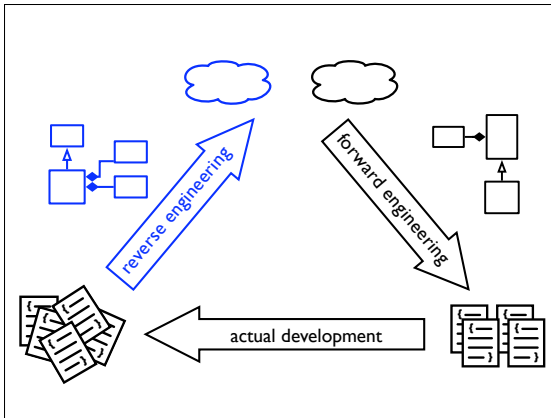 reverse engineering
forward engineering
actual development